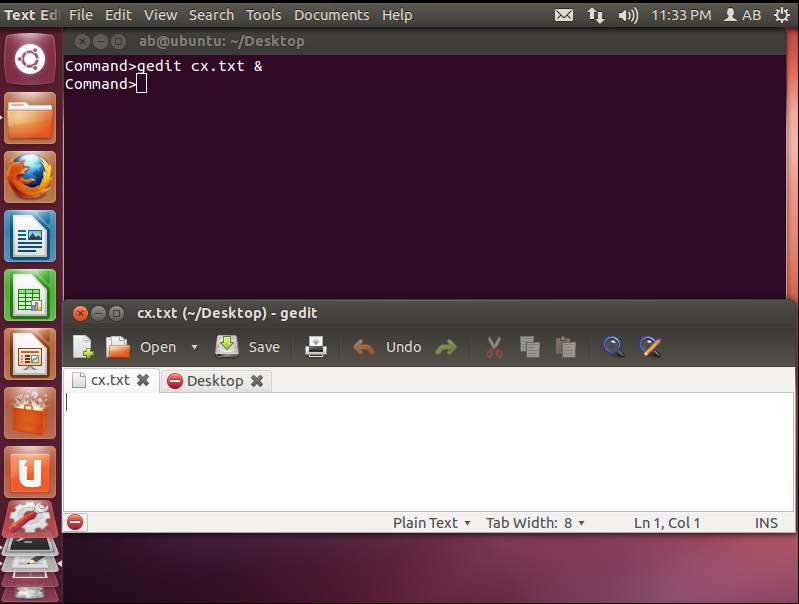 Text Edi File Edit View Search Tools Documents Help 11:33 PM AB
ab@ubuntu: ~/Desktop
Command>gedit cx.txt &
Command>
cx.txt (~/Desktop) - gedit
Open Save Undo
cx.txt Desktop
Plain Text Tab Width: 8 Ln 1, Col 1 INS